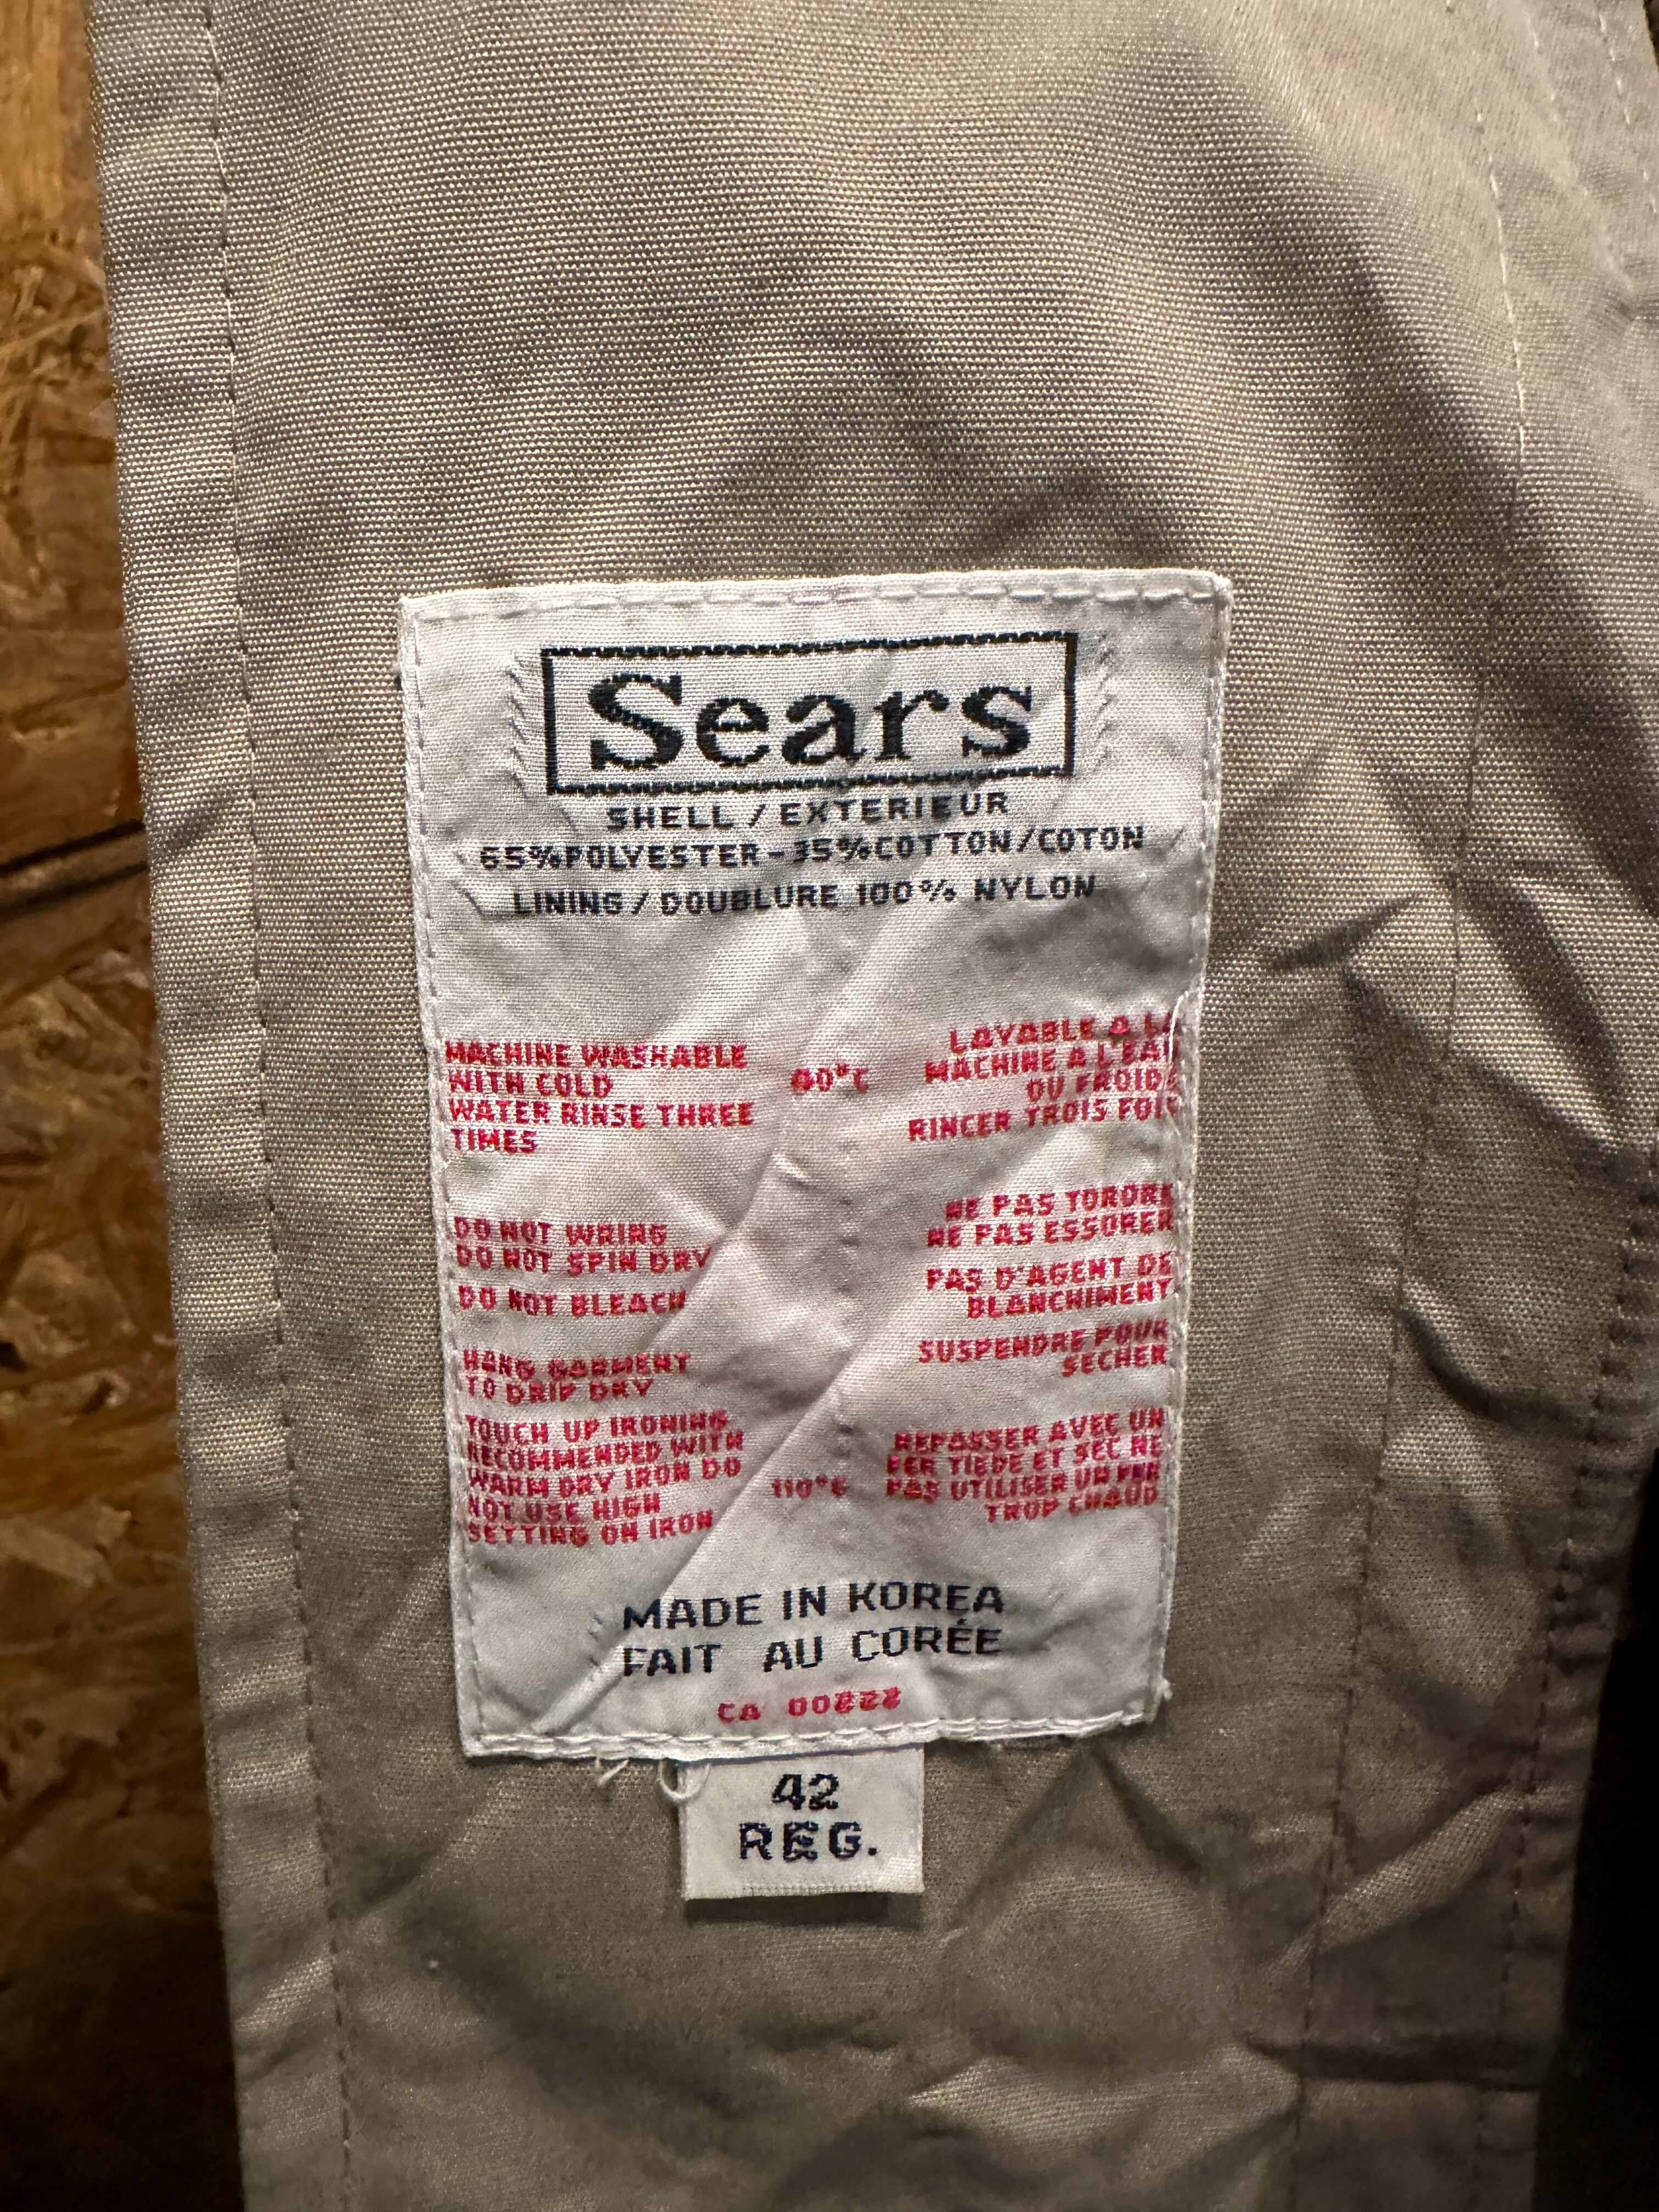 Sears
SHELL / EXTERIEUR
65% POLYESTER - 35% COTTON / COTON
LINING / DOUBLURE 100% NYLON
MACHINE WASHABLE
WITH COLD
WATER RINSE THREE
TIMES
40°C
LAVABLE A LA
MACHINE A L'EAU
OU FROIDE
RINCER TROIS FOIS
DO NOT WRING
DO NOT SPIN DRY
NE PAS TORDRE
NE PAS ESSORER
DO NOT BLEACH
PAS D'AGENT DE
BLANCHIMENT
HANG GARMENT
TO DRIP DRY
SUSPENDRE POUR
SECHER
TOUCH UP IRONING
RECOMMENDED WITH
WARM DRY IRON DO
NOT USE HIGH
SETTING ON IRON
110°C
REPASSER AVEC UN
FER TIEDE ET SEC NE
PAS UTILISER UN FER
TROP CHAUD
MADE IN KOREA
FAIT AU CORÉE
CA 00222
42
REG.